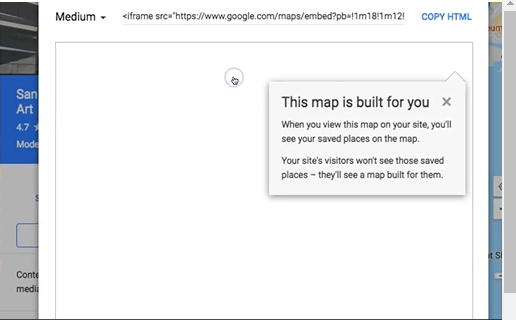 Medium
<iframe src="https://www.google.com/maps/embed?pb=!1m18!1m12!
COPY HTML
This map is built for you
When you view this map on your site, you'll
see your saved places on the map.
Your site's visitors won't see those saved
places – they'll see a map built for them.
San
Art
4.7
Mode
Conte
media